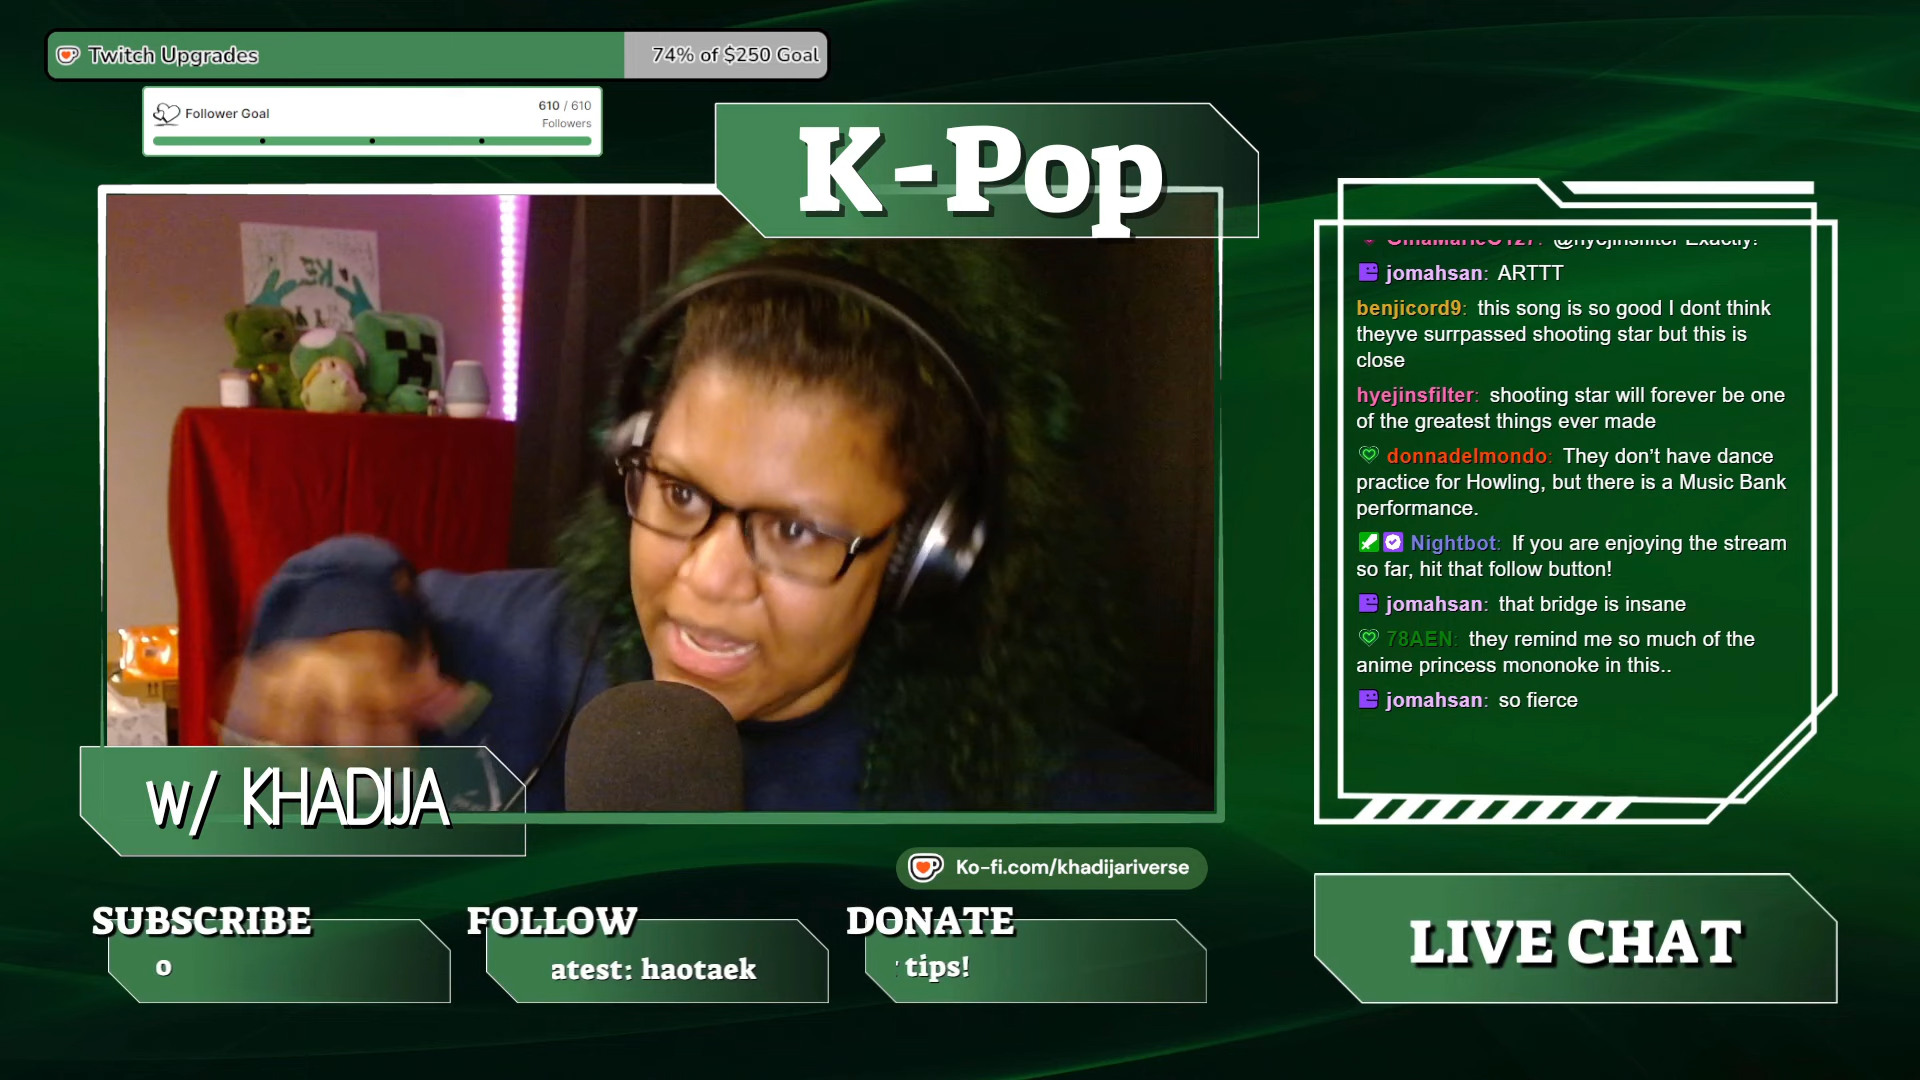 Twitch Upgrades
74% of $250 Goal
Follower Goal
610 / 610
Followers
K-Pop
@hyejinsfilter Exactly!
jomahsan: ARTTT
benjicord9: this song is so good I dont think
theyve surrpassed shooting star but this is
close
hyejinsfilter: shooting star will forever be one
of the greatest things ever made
donnadelmondo: They don’t have dance
practice for Howling, but there is a Music Bank
performance.
Nightbot: If you are enjoying the stream
so far, hit that follow button!
jomahsan: that bridge is insane
78AEN: they remind me so much of the
anime princess mononoke in this..
jomahsan: so fierce
w/ KHADIJA
Ko-fi.com/khadijariverse
SUBSCRIBE
o
FOLLOW
atest: haotaek
DONATE
tips!
LIVE CHAT